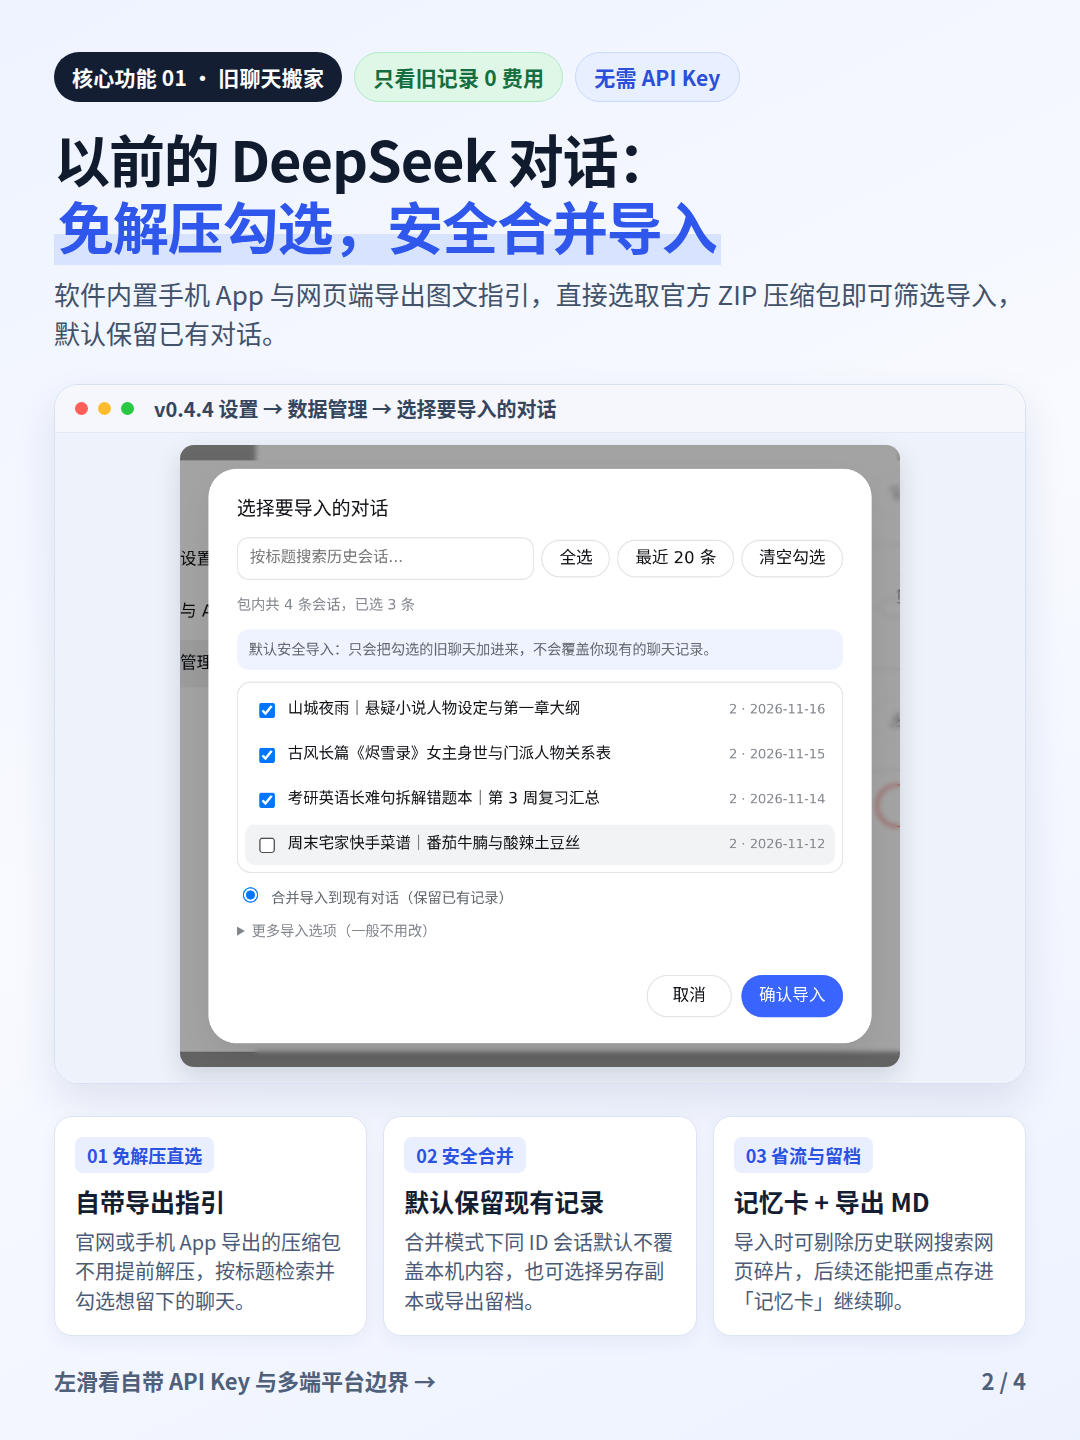 核心功能 01 · 旧聊天搬家
只看旧记录 0 费用
无需 API Key
以前的 DeepSeek 对话：
免解压勾选，安全合并导入
软件内置手机 App 与网页端导出图文指引，直接选取官方 ZIP 压缩包即可筛选导入，
默认保留已有对话。
v0.4.4 设置 → 数据管理 → 选择要导入的对话
设置
与 A
管理
选择要导入的对话
按标题搜索历史会话...
全选
最近 20 条
清空勾选
包内共 4 条会话，已选 3 条
默认安全导入：只会把勾选的旧聊天加进来，不会覆盖你现有的聊天记录。
山城夜雨｜悬疑小说人物设定与第一章大纲
2 · 2026-11-16
古风长篇《烬雪录》女主身世与门派人物关系表
2 · 2026-11-15
考研英语长难句拆解错题本｜第 3 周复习汇总
2 · 2026-11-14
周末宅家快手菜谱｜番茄牛腩与酸辣土豆丝
2 · 2026-11-12
合并导入到现有对话（保留已有记录）
▶ 更多导入选项（一般不用改）
取消
确认导入
01 免解压直选
自带导出指引
官网或手机 App 导出的压缩包
不用提前解压，按标题检索并
勾选想留下的聊天。
02 安全合并
默认保留现有记录
合并模式下同 ID 会话默认不覆
盖本机内容，也可选择另存副
本或导出留档。
03 省流与留档
记忆卡 + 导出 MD
导入时可剔除历史联网搜索网
页碎片，后续还能把重点存进
「记忆卡」继续聊。
左滑看自带 API Key 与多端平台边界 →
2 / 4